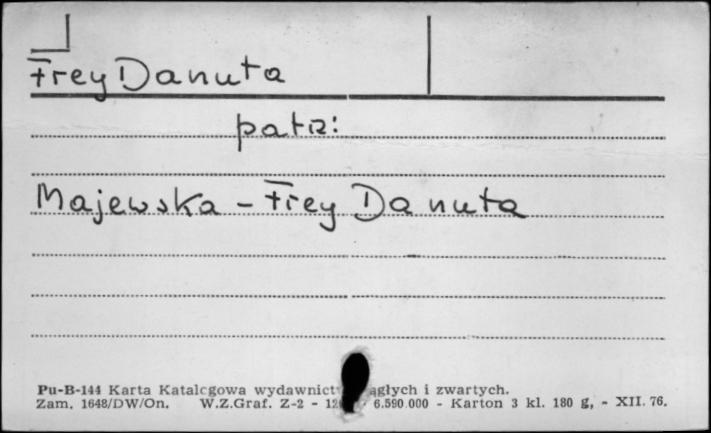 Frey Danuta
patrz:
Majewska - Frey Danuta
Pu-B-144 Karta Katalogowa wydawnict ągłych i zwartych.
Zam. 1648/DW/On. W.Z.Graf. Z-2 - 6.590.000 - Karton 3 kl. 180 g, - XII. 76.